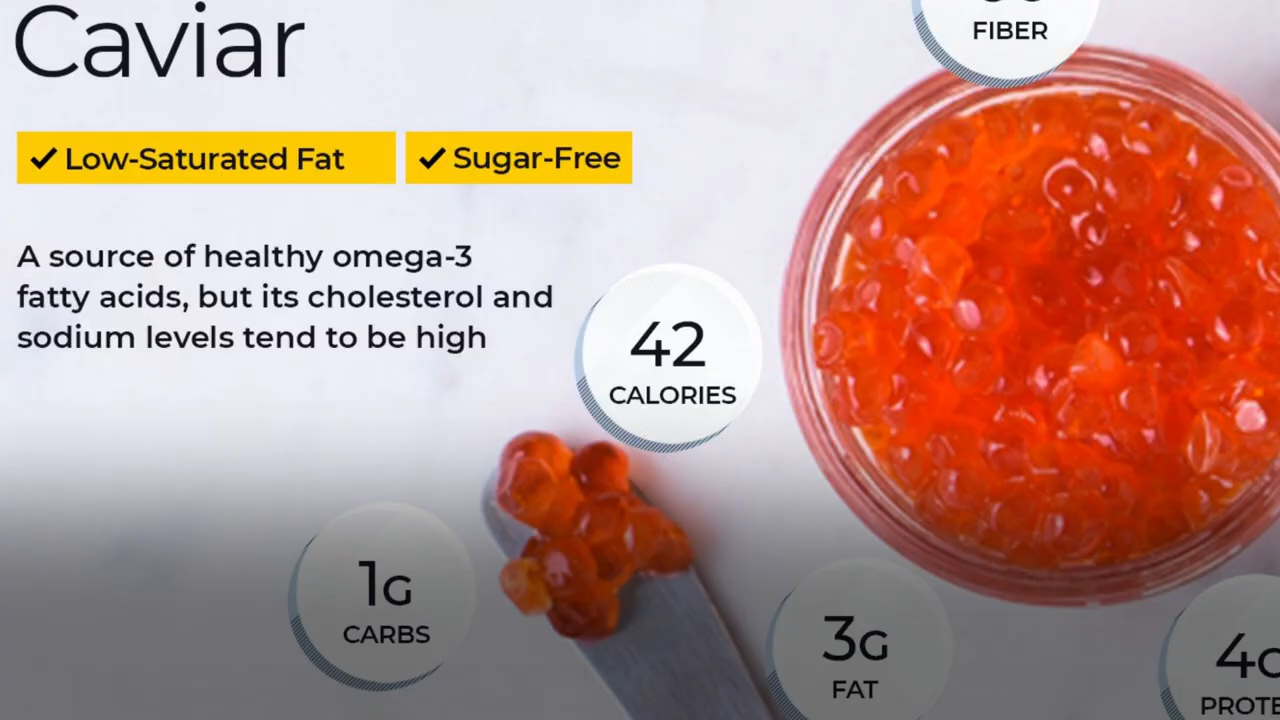 Caviar
FIBER
✓ Low-Saturated Fat ✓ Sugar-Free
A source of healthy omega-3
fatty acids, but its cholesterol and
sodium levels tend to be high
42
CALORIES
1G
CARBS
3G
FAT